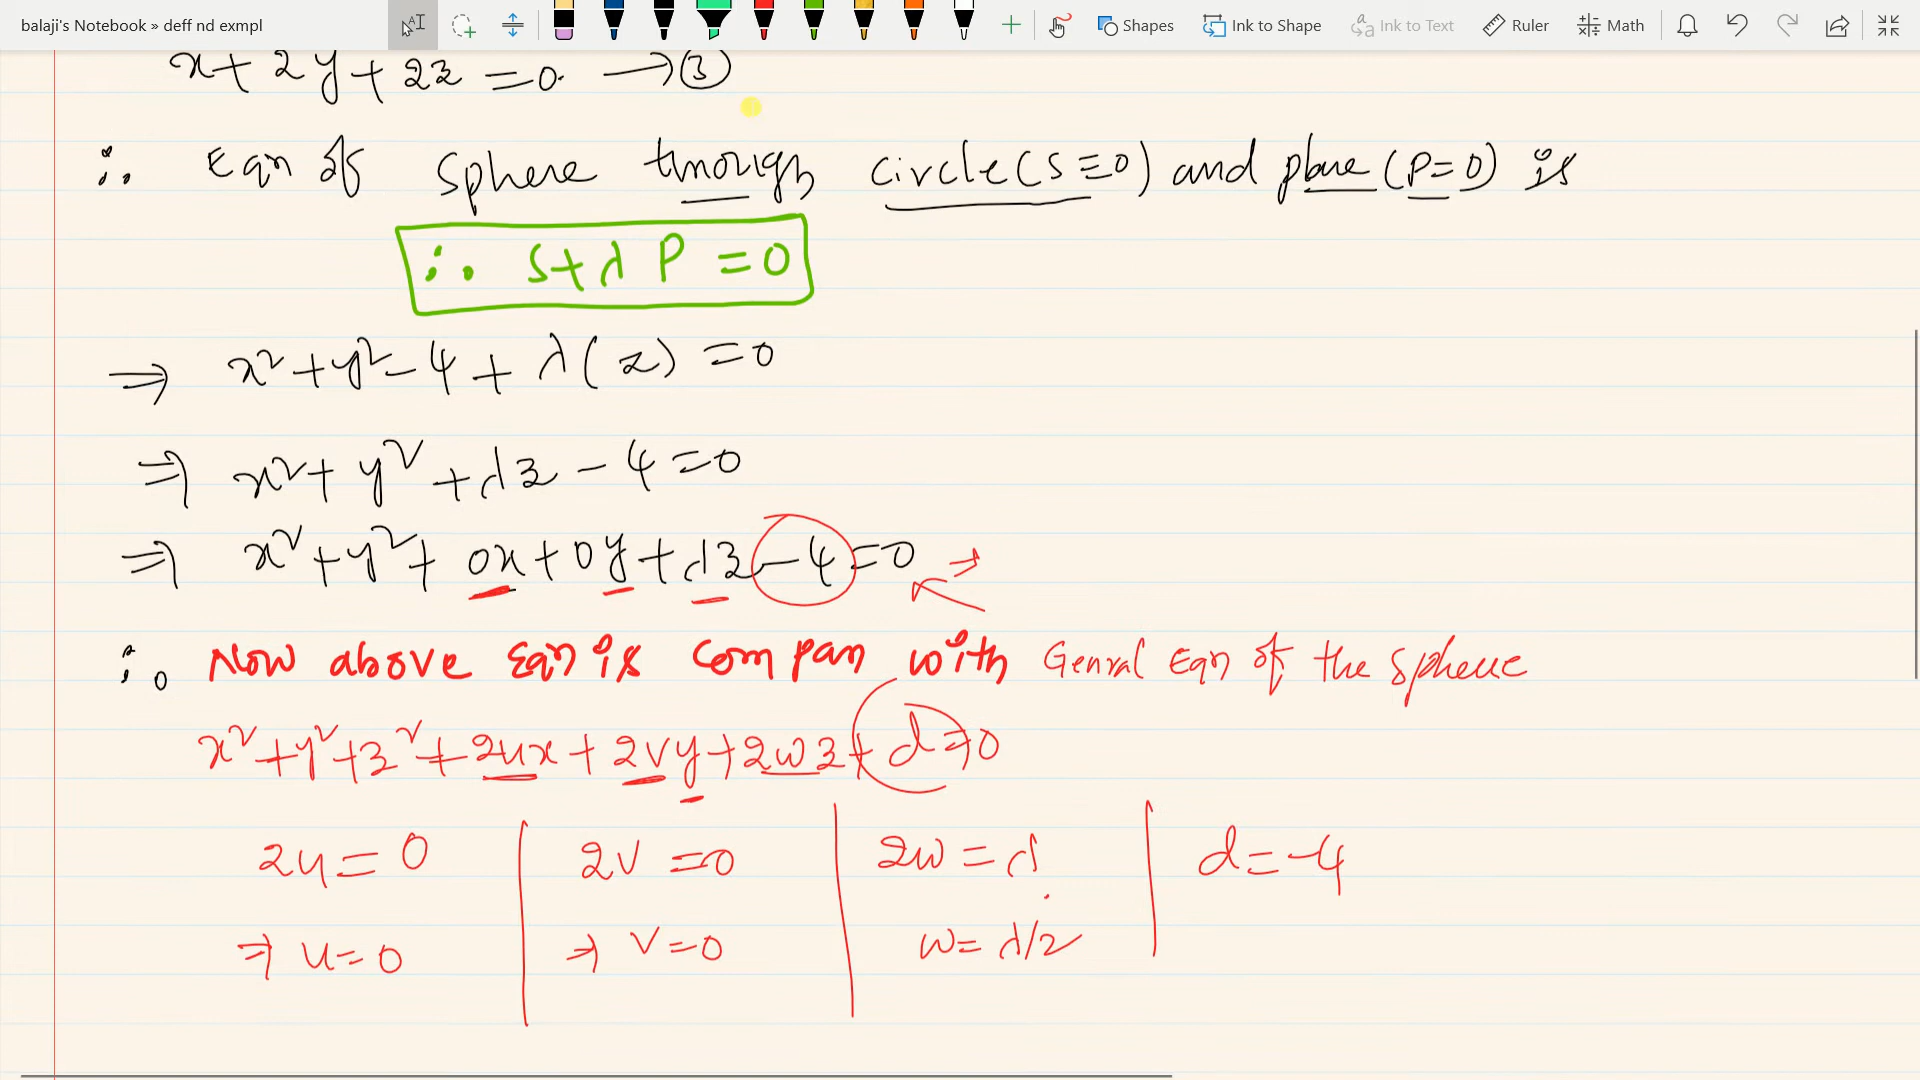 balaji's Notebook » deff nd exmpl
Shapes Ink to Shape Ink to Text Ruler Math
x + 2y + 2z = 0. → ③
∴ Eqn of Sphere through circle (S=0) and plane (P=0) is
∴ S+λ P = 0
⇒ x²+y²-4+λ(z) = 0
⇒ x²+y²+λz-4=0
⇒ x²+y²+0x+0y+λz-4=0
∴ Now above Eqn is Compan with Genral Eqn of the Sphere
x²+y²+z²+2ux+2vy+2wz+d=0
2u=0 | 2v=0 | 2w=λ | d=-4
⇒ u=0 ⇒ v=0 w=λ/2